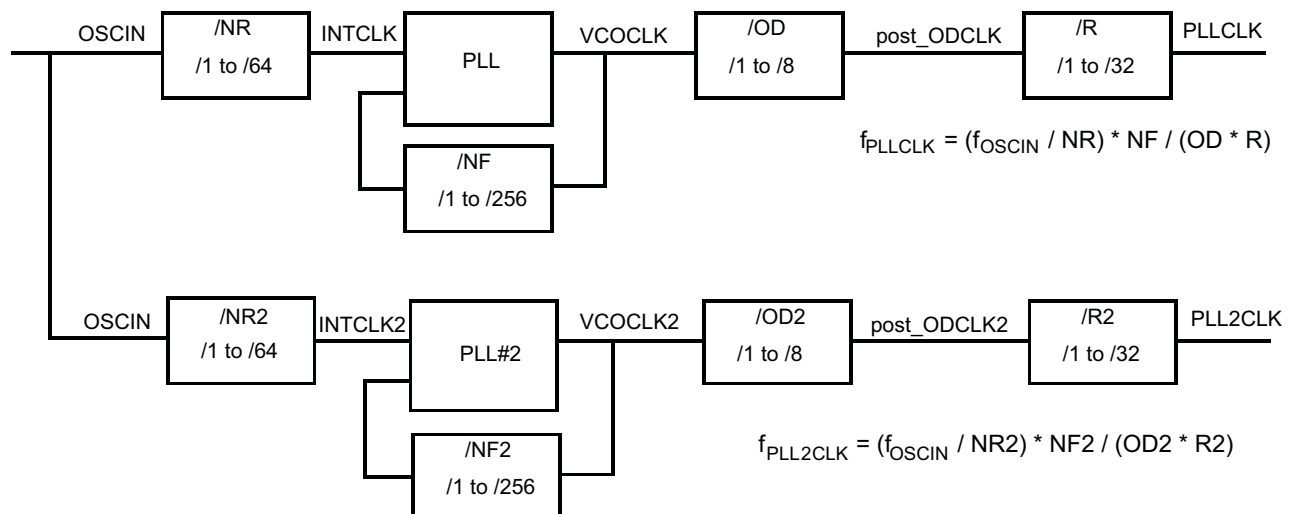 OSCIN
/NR
/1 to /64
INTCLK
PLL
VCOCLK
/OD
/1 to /8
post_ODCLK
/R
/1 to /32
PLLCLK
/NF
/1 to /256
fPLLCLK = (fOSCIN / NR) * NF / (OD * R)
OSCIN
/NR2
/1 to /64
INTCLK2
PLL#2
VCOCLK2
/OD2
/1 to /8
post_ODCLK2
/R2
/1 to /32
PLL2CLK
/NF2
/1 to /256
fPLL2CLK = (fOSCIN / NR2) * NF2 / (OD2 * R2)